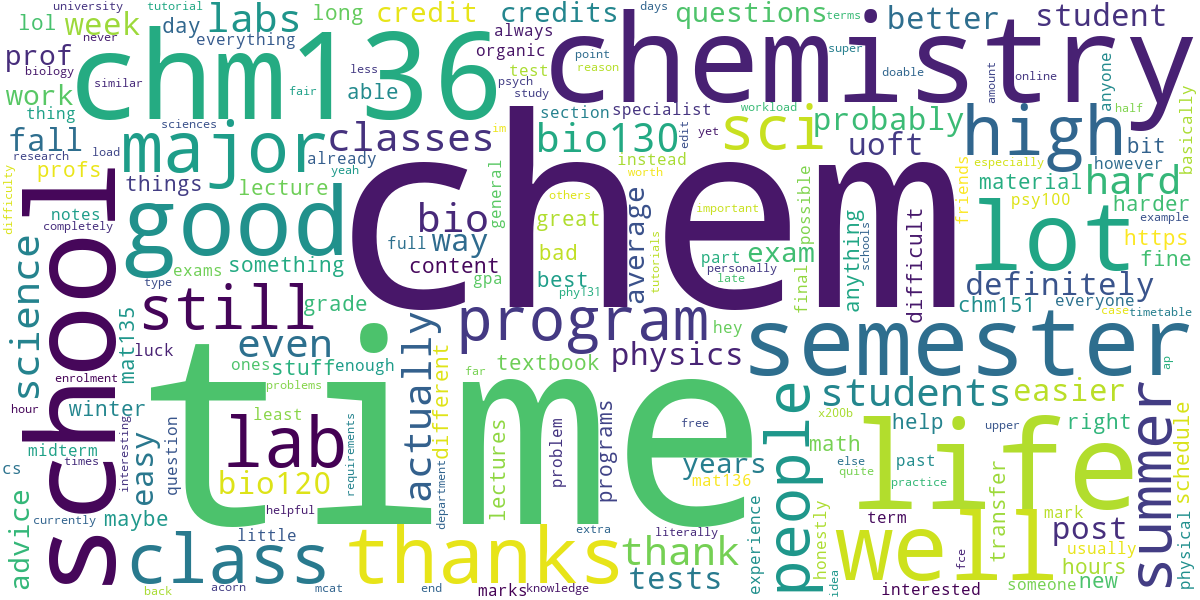 university
tutorial
lol
week
day
labs
long
credit
credits
questions
terms
better
student
never
everything
always
point
super
days
prof
biology
chm136
organic
less
reason
chemistry
doable
online
amount
anyone
similar
fair
able
test
psych
study
work
thing
sciences
section
specialist
workload
half
basically
fall
major
classes
im
bio130
edit
yet
sci
probably
uoft
high
bit
research
load
already
yeah
instead
worth
friends
especially
however
profs
things
lecture
general
others
material
hard
difficulty
notes
completely
good
chem
bio
great
average
important
possible
psy100
harder
example
school
full
way
bad
part
exam
anything
schools
difficult
lot
https
fine
science
exams
something
content
gpa
best
personally
late
final
definitely
type
grade
phy131
tutorials
chm151
everyone
case
timetable
mat135
still
program
hey
semester
luck
even
physics
ones
stuff
enough
textbook
ap
enrolment
problems
far
students
easier
hour
winter
time
least
actually
different
programs
free
people
x200b
help
upper
right
summer
midterm
interesting
easy
question
lab
requirements
lectures
problem
years
math
else
past
life
cs
times
bio120
department
mat136
quite
practice
transfer
schedule
advice
currently
maybe
helpful
extra
literally
experience
honestly
term
mark
post
physical
little
class
thanks
thank
well
fce
usually
hours
back
acorn
mcat
end
marks
knowledge
tests
idea
interested
someone
new